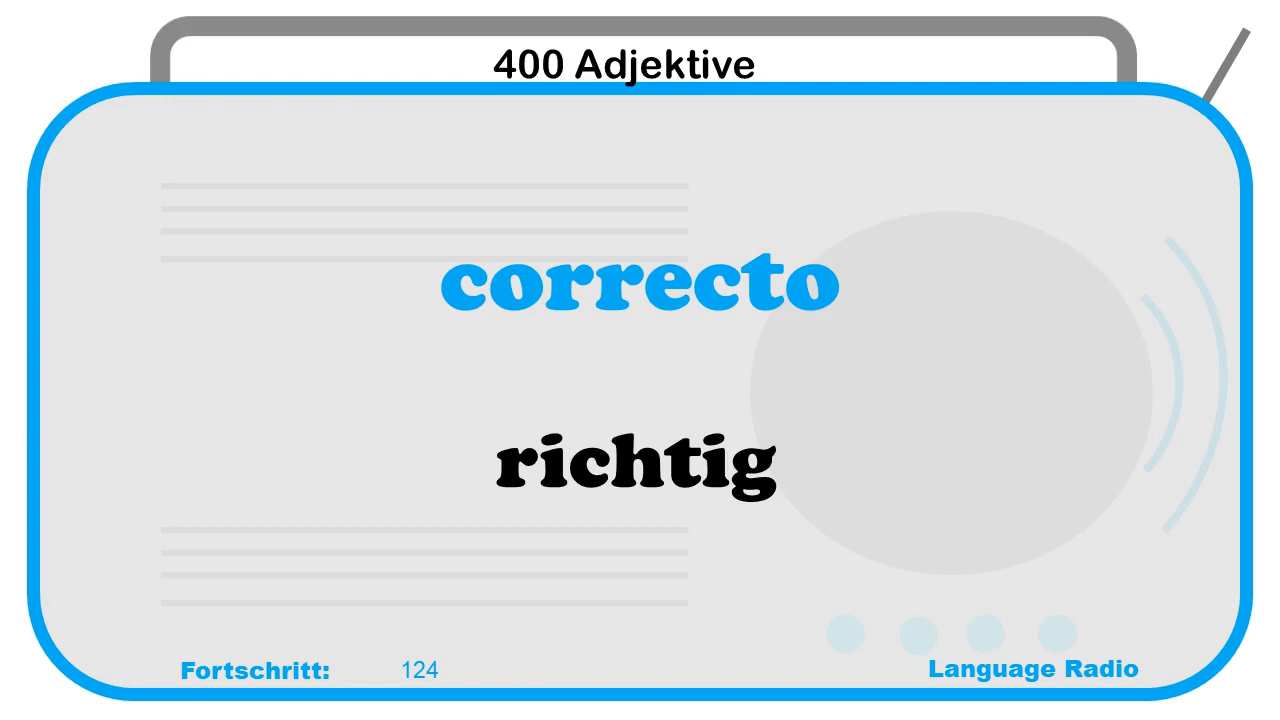 400 Adjektive
correcto
richtig
Fortschritt: 124
Language Radio